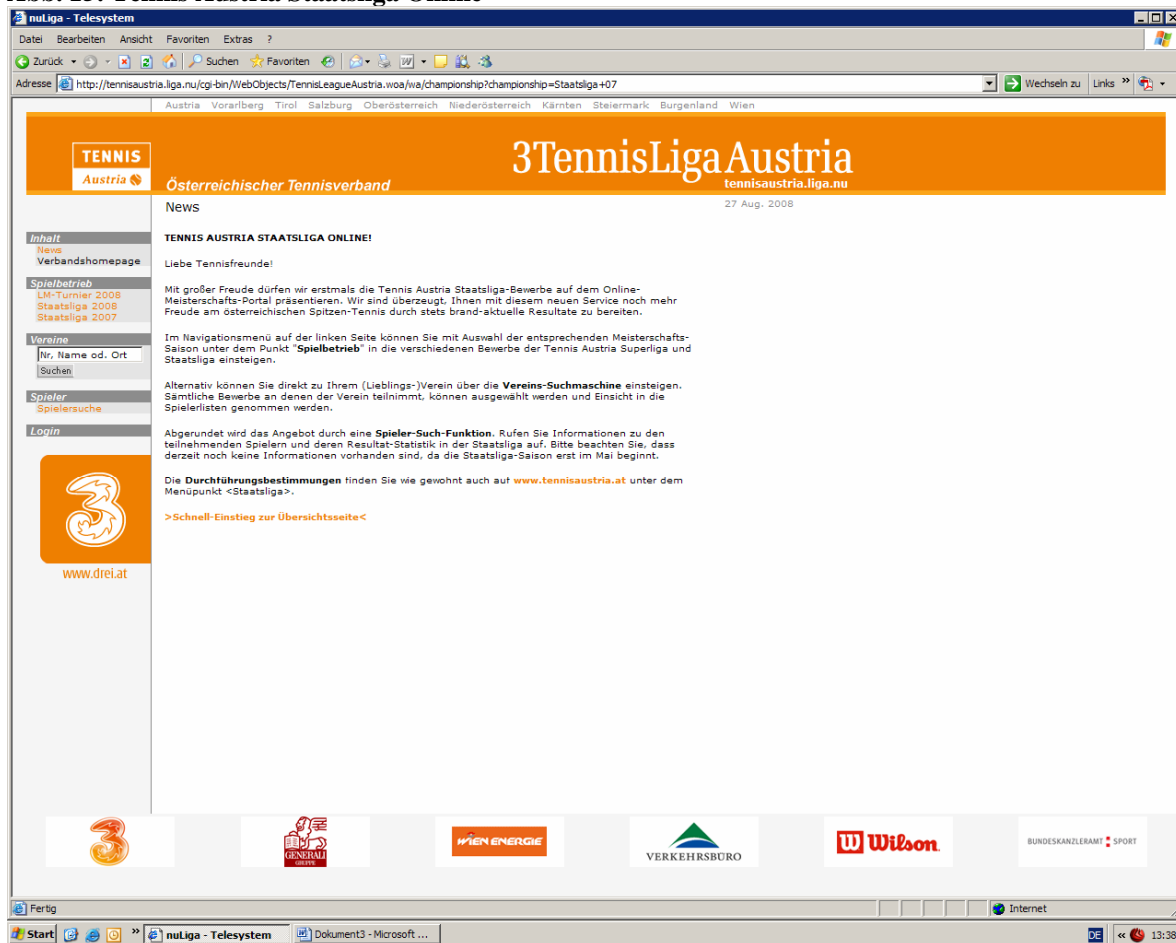 nuLiga - Telesystem
Datei Bearbeiten Ansicht Favoriten Extras ?
Zurück Suchen Favoriten
Adresse http://tennisaustria.liga.nu/cgi-bin/WebObjects/TennisLeagueAustria.woa/wa/championship?championship=Staatsliga+07 Wechseln zu Links »
Austria Vorarlberg Tirol Salzburg Oberösterreich Niederösterreich Kärnten Steiermark Burgenland Wien
TENNIS
Austria
Österreichischer Tennisverband
3TennisLiga Austria
tennisaustria.liga.nu
News
27 Aug. 2008
Inhalt
News
Verbandshomepage
Spielbetrieb
LM-Turnier 2008
Staatsliga 2008
Staatsliga 2007
Vereine
Nr, Name od. Ort
Suchen
Spieler
Spielersuche
Login
www.drei.at
TENNIS AUSTRIA STAATSLIGA ONLINE!
Liebe Tennisfreunde!
Mit großer Freude dürfen wir erstmals die Tennis Austria Staatsliga-Bewerbe auf dem Online-
Meisterschafts-Portal präsentieren. Wir sind überzeugt, Ihnen mit diesem neuen Service noch mehr
Freude am österreichischen Spitzen-Tennis durch stets brand-aktuelle Resultate zu bereiten.
Im Navigationsmenü auf der linken Seite können Sie mit Auswahl der entsprechenden Meisterschafts-
Saison unter dem Punkt "Spielbetrieb" in die verschiedenen Bewerbe der Tennis Austria Superliga und
Staatsliga einsteigen.
Alternativ können Sie direkt zu Ihrem (Lieblings-)Verein über die Vereins-Suchmaschine einsteigen.
Sämtliche Bewerbe an denen der Verein teilnimmt, können ausgewählt werden und Einsicht in die
Spielerlisten genommen werden.
Abgerundet wird das Angebot durch eine Spieler-Such-Funktion. Rufen Sie Informationen zu den
teilnehmenden Spielern und deren Resultat-Statistik in der Staatsliga auf. Bitte beachten Sie, dass
derzeit noch keine Informationen vorhanden sind, da die Staatsliga-Saison erst im Mai beginnt.
Die Durchführungsbestimmungen finden Sie wie gewohnt auch auf www.tennisaustria.at unter dem
Menüpunkt <Staatsliga>.
>Schnell-Einstieg zur Übersichtsseite<
3
GENERALI
GRUPPE
WIEN ENERGIE
VERKEHRSBÜRO
Wilson
BUNDESKANZLERAMT SPORT
Fertig
Internet
Start » nuLiga - Telesystem Dokument3 - Microsoft ... DE « 13:38